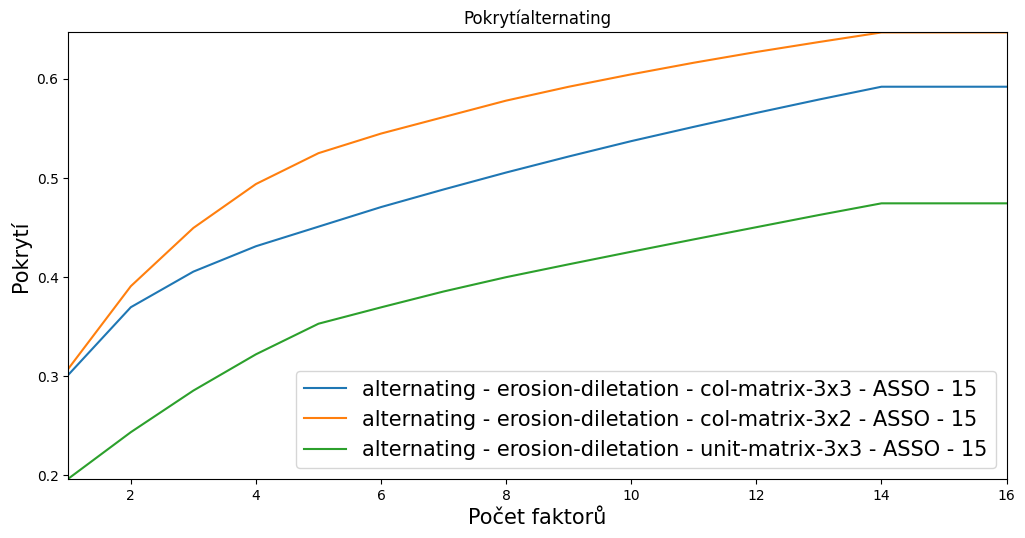 Pokrytíalternating
0.6
0.5
0.4
0.3
0.2
Pokrytí
alternating - erosion-diletation - col-matrix-3x3 - ASSO - 15
alternating - erosion-diletation - col-matrix-3x2 - ASSO - 15
alternating - erosion-diletation - unit-matrix-3x3 - ASSO - 15
2 4 6 8 10 12 14 16
Počet faktorů